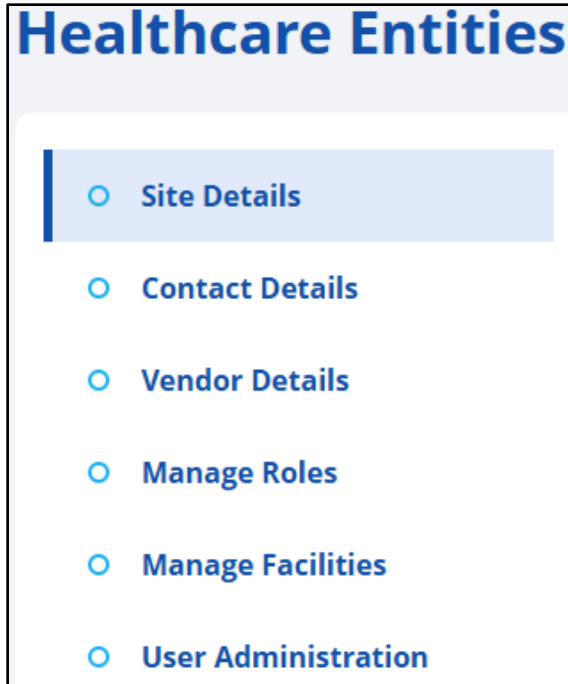 Healthcare Entities
Site Details
Contact Details
Vendor Details
Manage Roles
Manage Facilities
User Administration